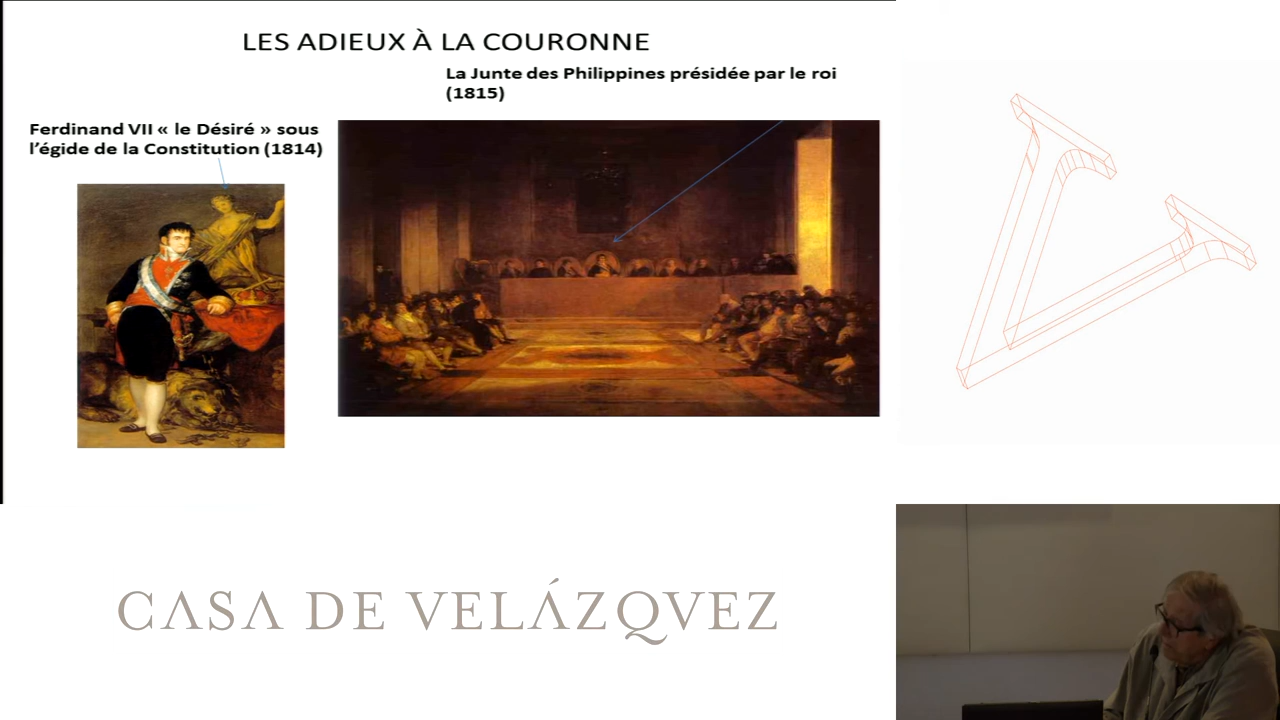 LES ADIEUX À LA COURONNE
La Junte des Philippines présidée par le roi
(1815)
Ferdinand VII « le Désiré » sous
l’égide de la Constitution (1814)
CASA DE VELÁZQVEZ